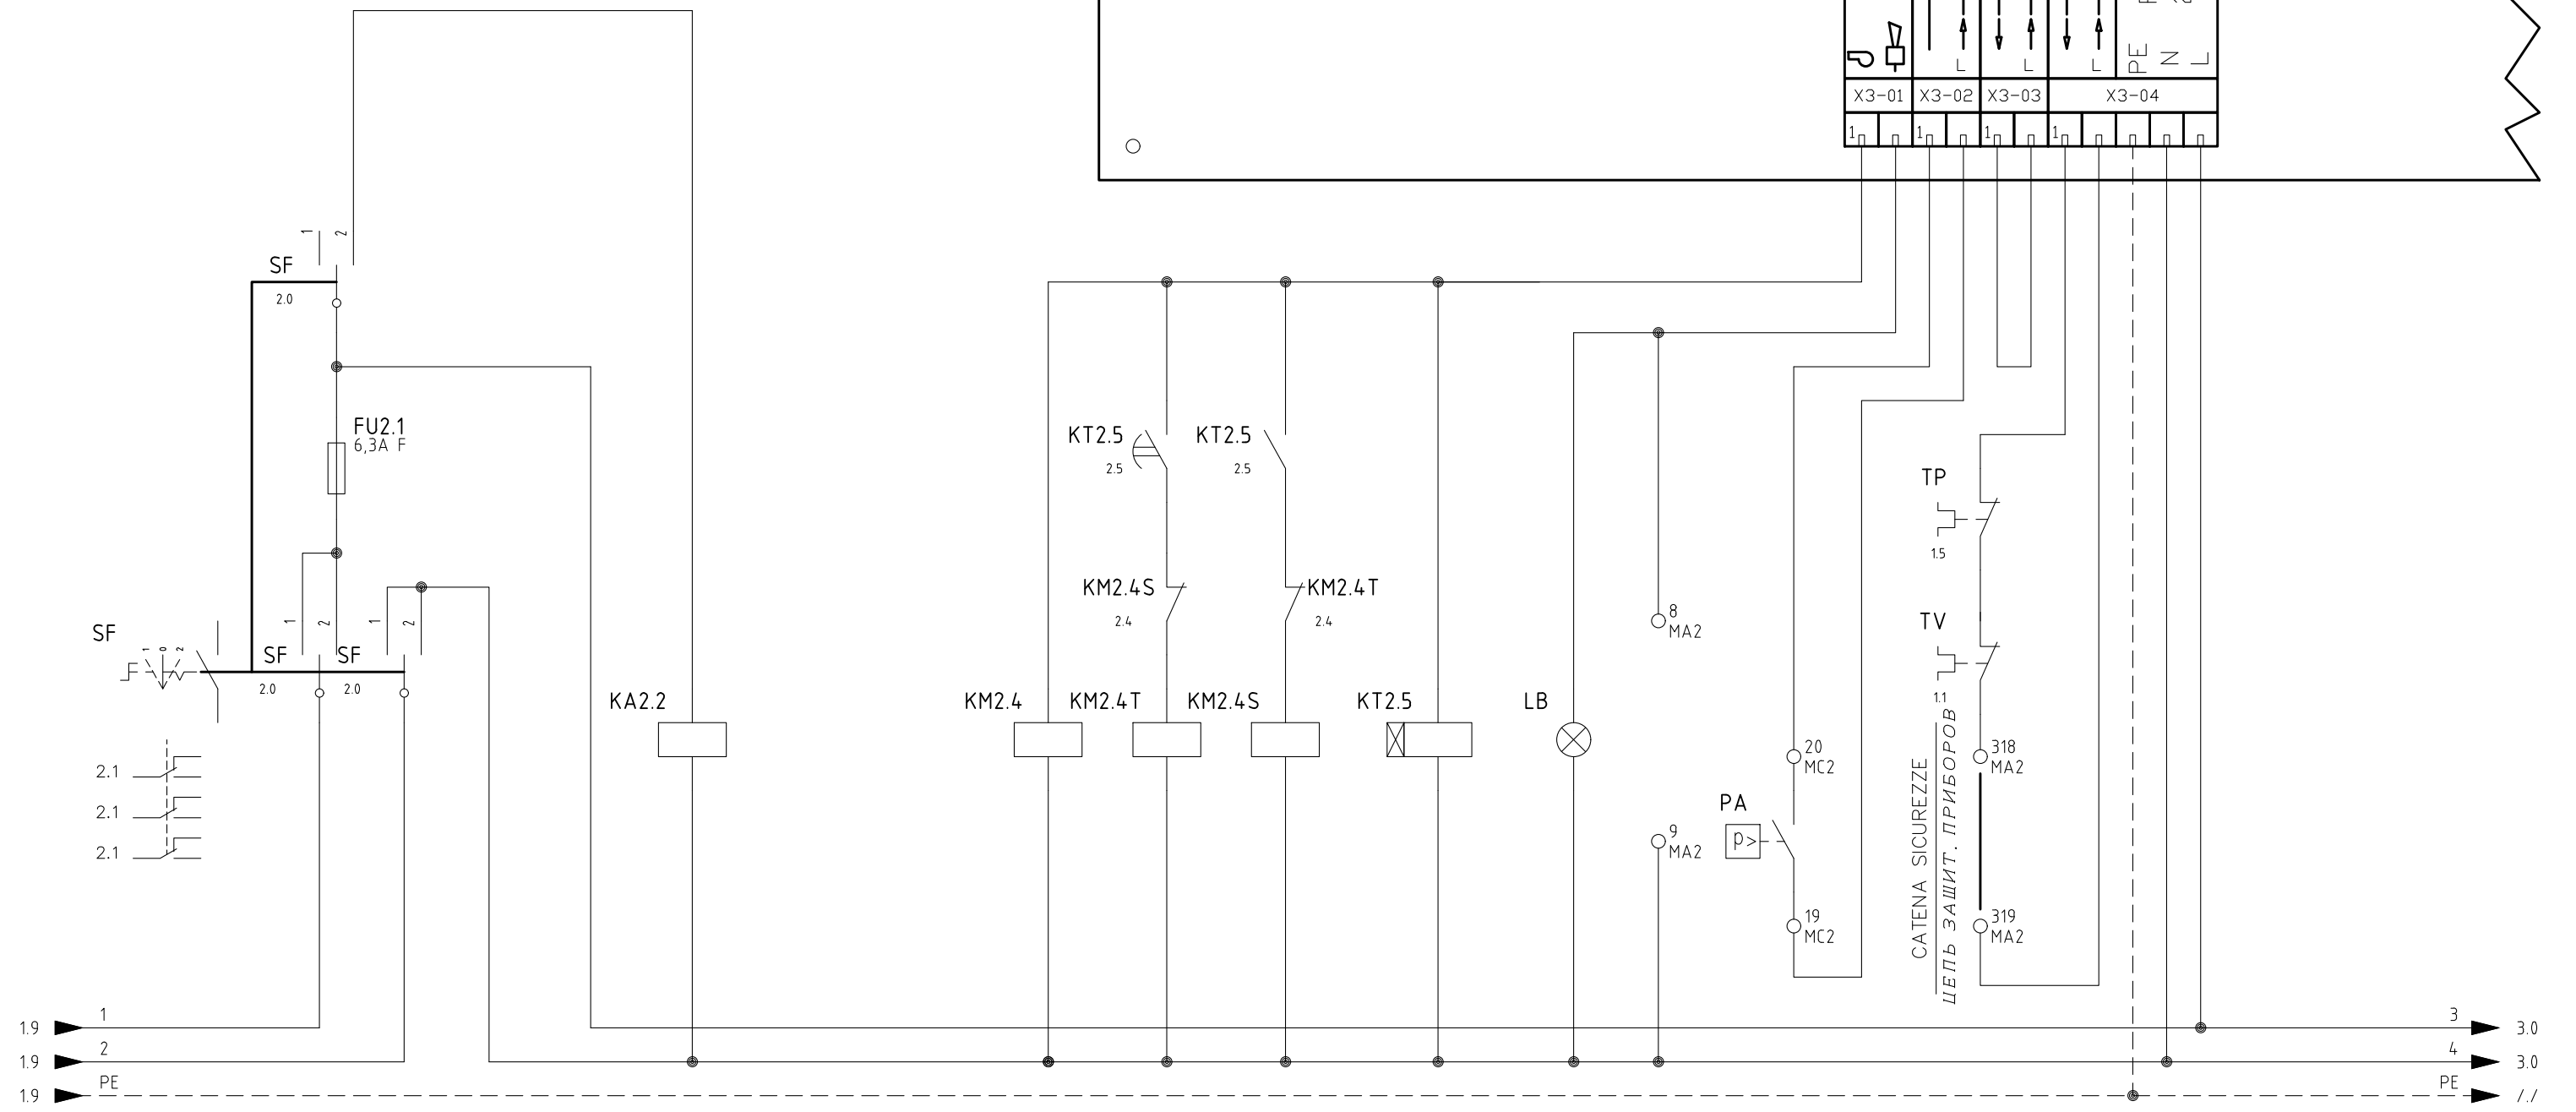 PE
N
L
L
L
L
X3-01
X3-02
X3-03
X3-04
1
1
1
1
1
2
SF
2.0
FU2.1
6,3A F
KT2.5
2.5
KT2.5
2.5
TP
1.5
KM2.4S
2.4
KM2.4T
2.4
8
MA2
TV
1.1
SF
1
0
2
1
2
1
2
SF
2.0
SF
2.0
KA2.2
KM2.4
KM2.4T
KM2.4S
KT2.5
LB
20
MC2
318
MA2
2.1
2.1
2.1
PA
p>
9
MA2
19
MC2
319
MA2
CATENA SICUREZZE
ЦЕПЬ ЗАЩИТ. ПРИБОРОВ
1.9
1
3
3.0
1.9
2
4
3.0
1.9
PE
PE
/./